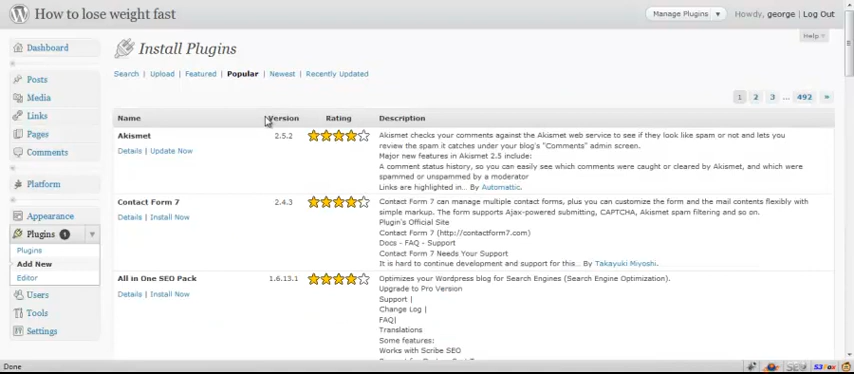 How to lose weight fast
Manage Plugins
Howdy, george | Log Out
Help
Dashboard
Posts
Media
Links
Pages
Comments
Platform
Appearance
Plugins 1
Plugins
Add New
Editor
Users
Tools
Settings
Install Plugins
Search | Upload | Featured | Popular | Newest | Recently Updated
1 2 3 ... 492 »
Name Version Rating Description
Akismet
Details | Update Now
2.5.2
Akismet checks your comments against the Akismet web service to see if they look like spam or not and lets you
review the spam it catches under your blog's "Comments" admin screen.
Major new features in Akismet 2.5 include:
A comment status history, so you can easily see which comments were caught or cleared by Akismet, and which were
spammed or unspammed by a moderator
Links are highlighted in... By Automattic.
Contact Form 7
Details | Install Now
2.4.3
Contact Form 7 can manage multiple contact forms, plus you can customize the form and the mail contents flexibly with
simple markup. The form supports Ajax-powered submitting, CAPTCHA, Akismet spam filtering and so on.
Plugin's Official Site
Contact Form 7 (http://contactform7.com)
Docs - FAQ - Support
Contact Form 7 Needs Your Support
It is hard to continue development and support for this... By Takayuki Miyoshi.
All in One SEO Pack
Details | Install Now
1.6.13.1
Optimizes your Wordpress blog for Search Engines (Search Engine Optimization).
Upgrade to Pro Version
Support |
Change Log |
FAQ|
Translations
Some features:
Works with Scribe SEO
Done